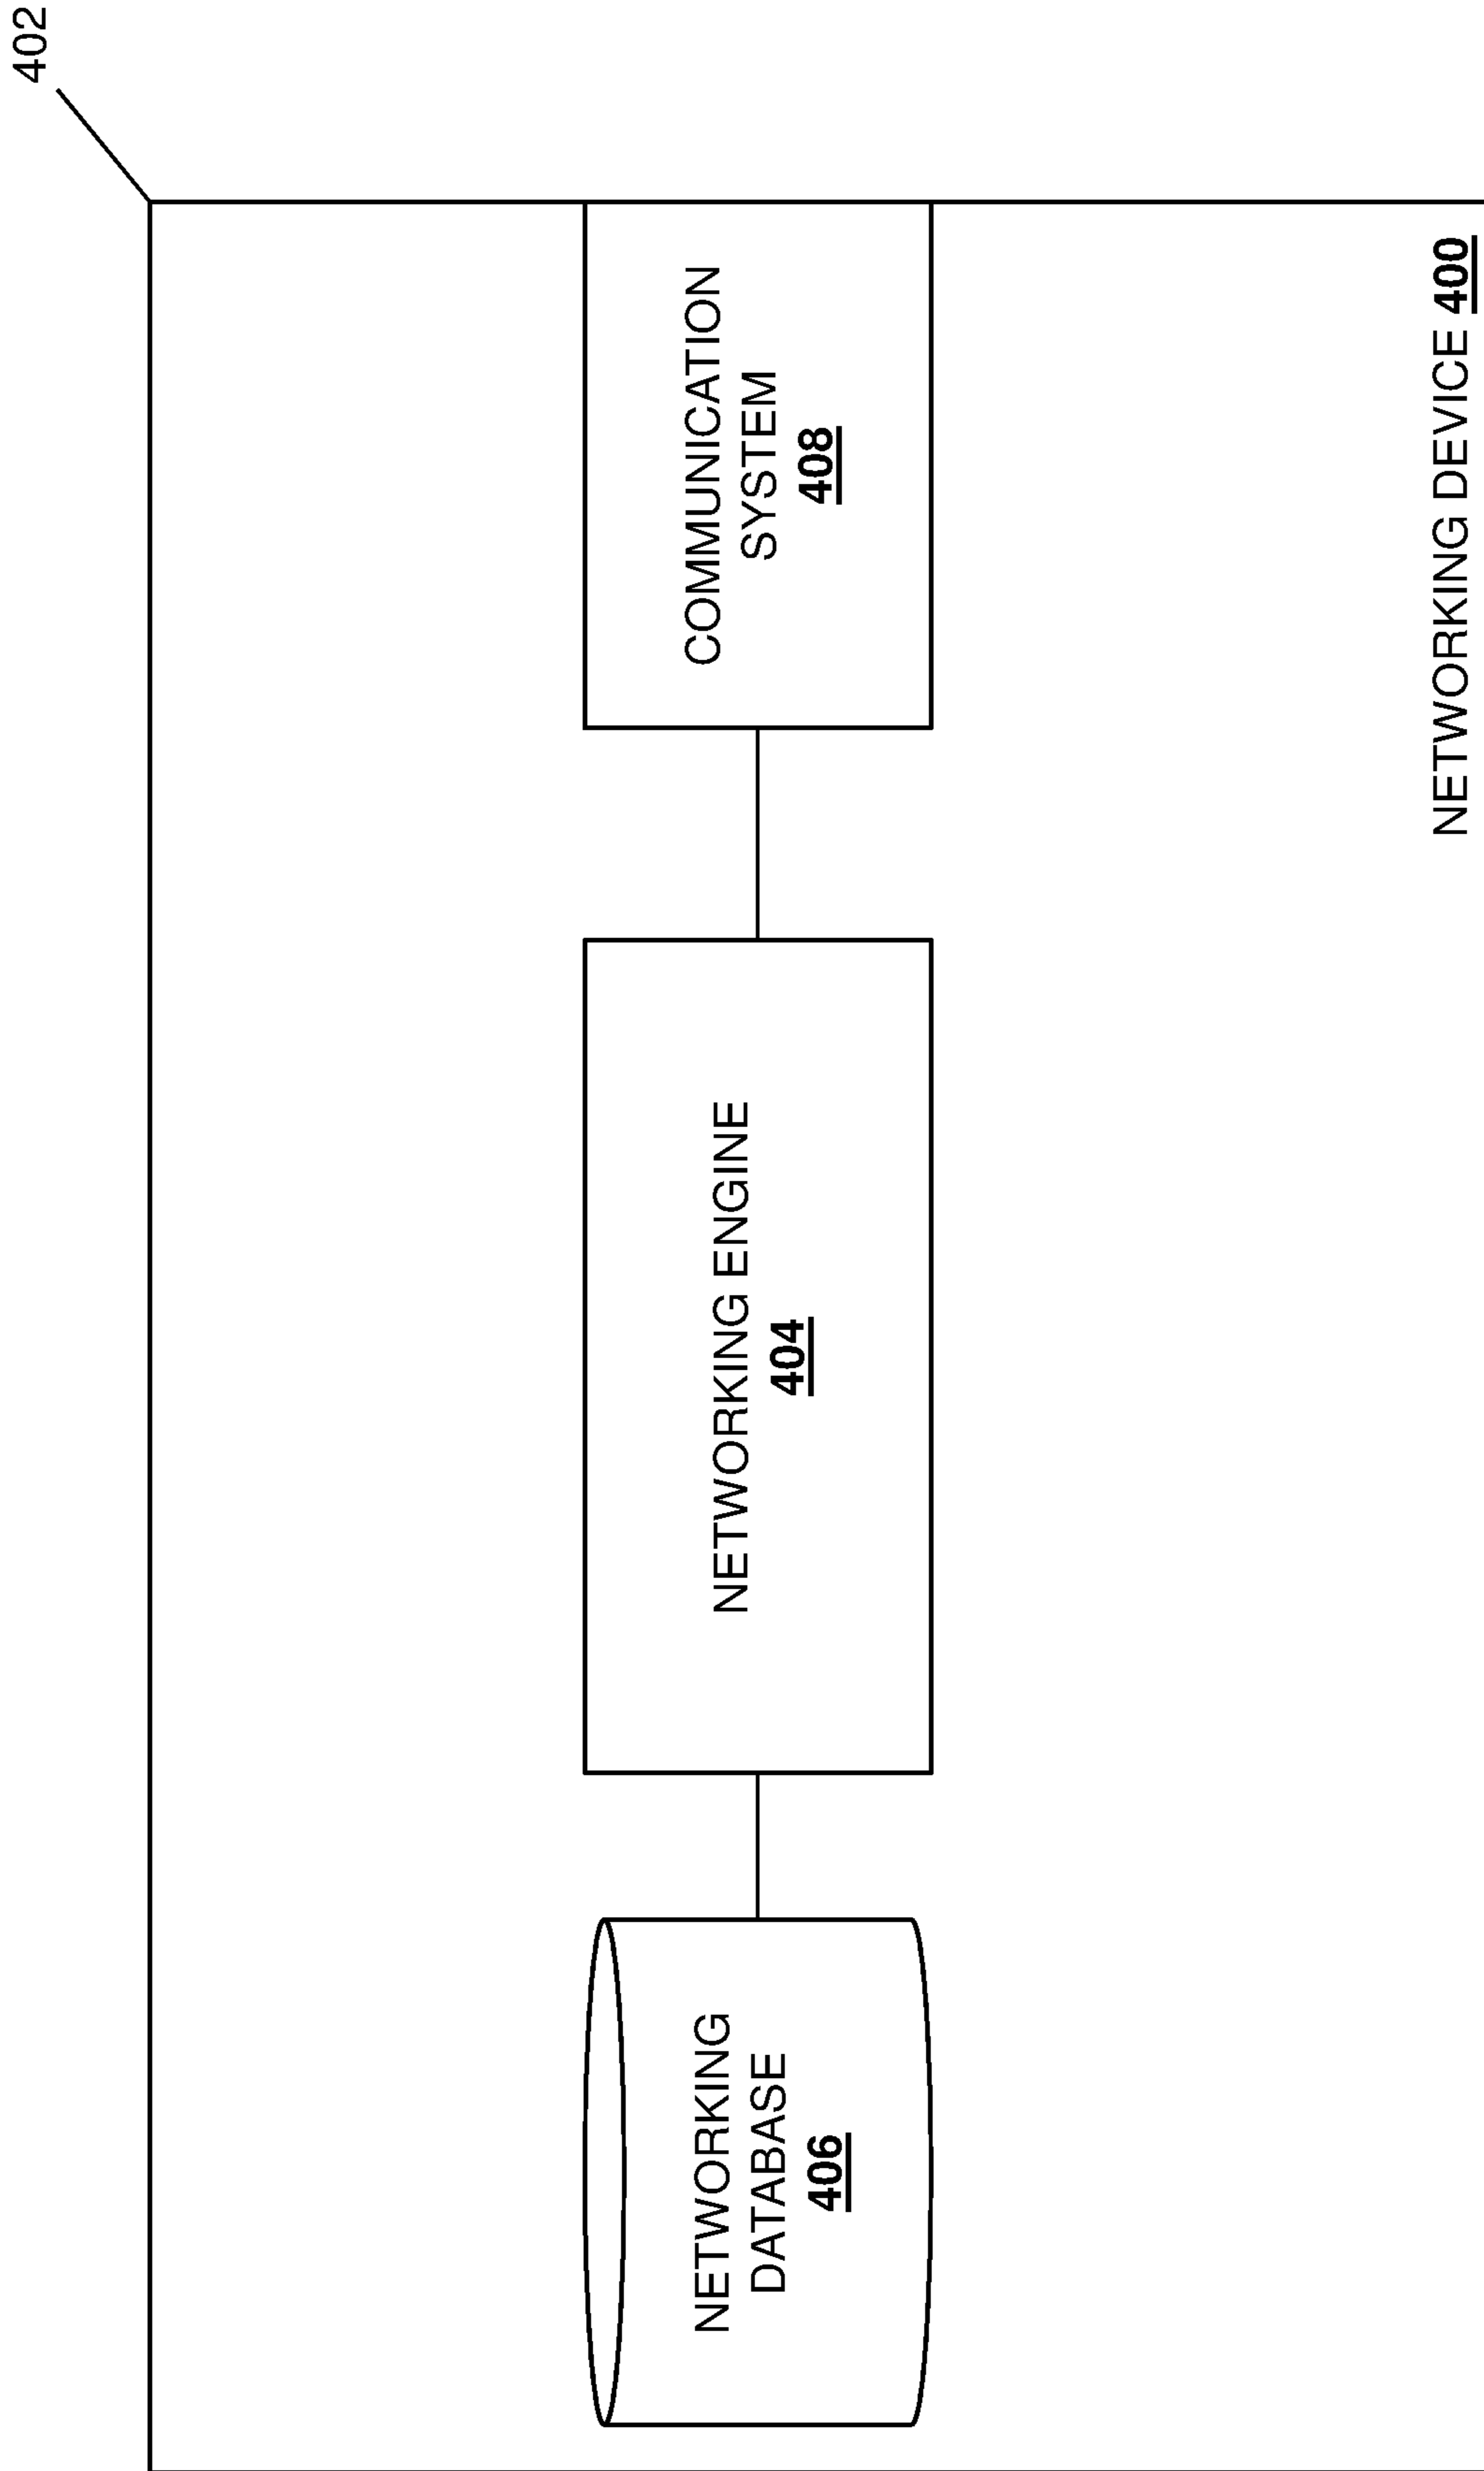 402
NETWORKING
DATABASE
406
NETWORKING ENGINE
404
COMMUNICATION
SYSTEM
408
NETWORKING DEVICE 400